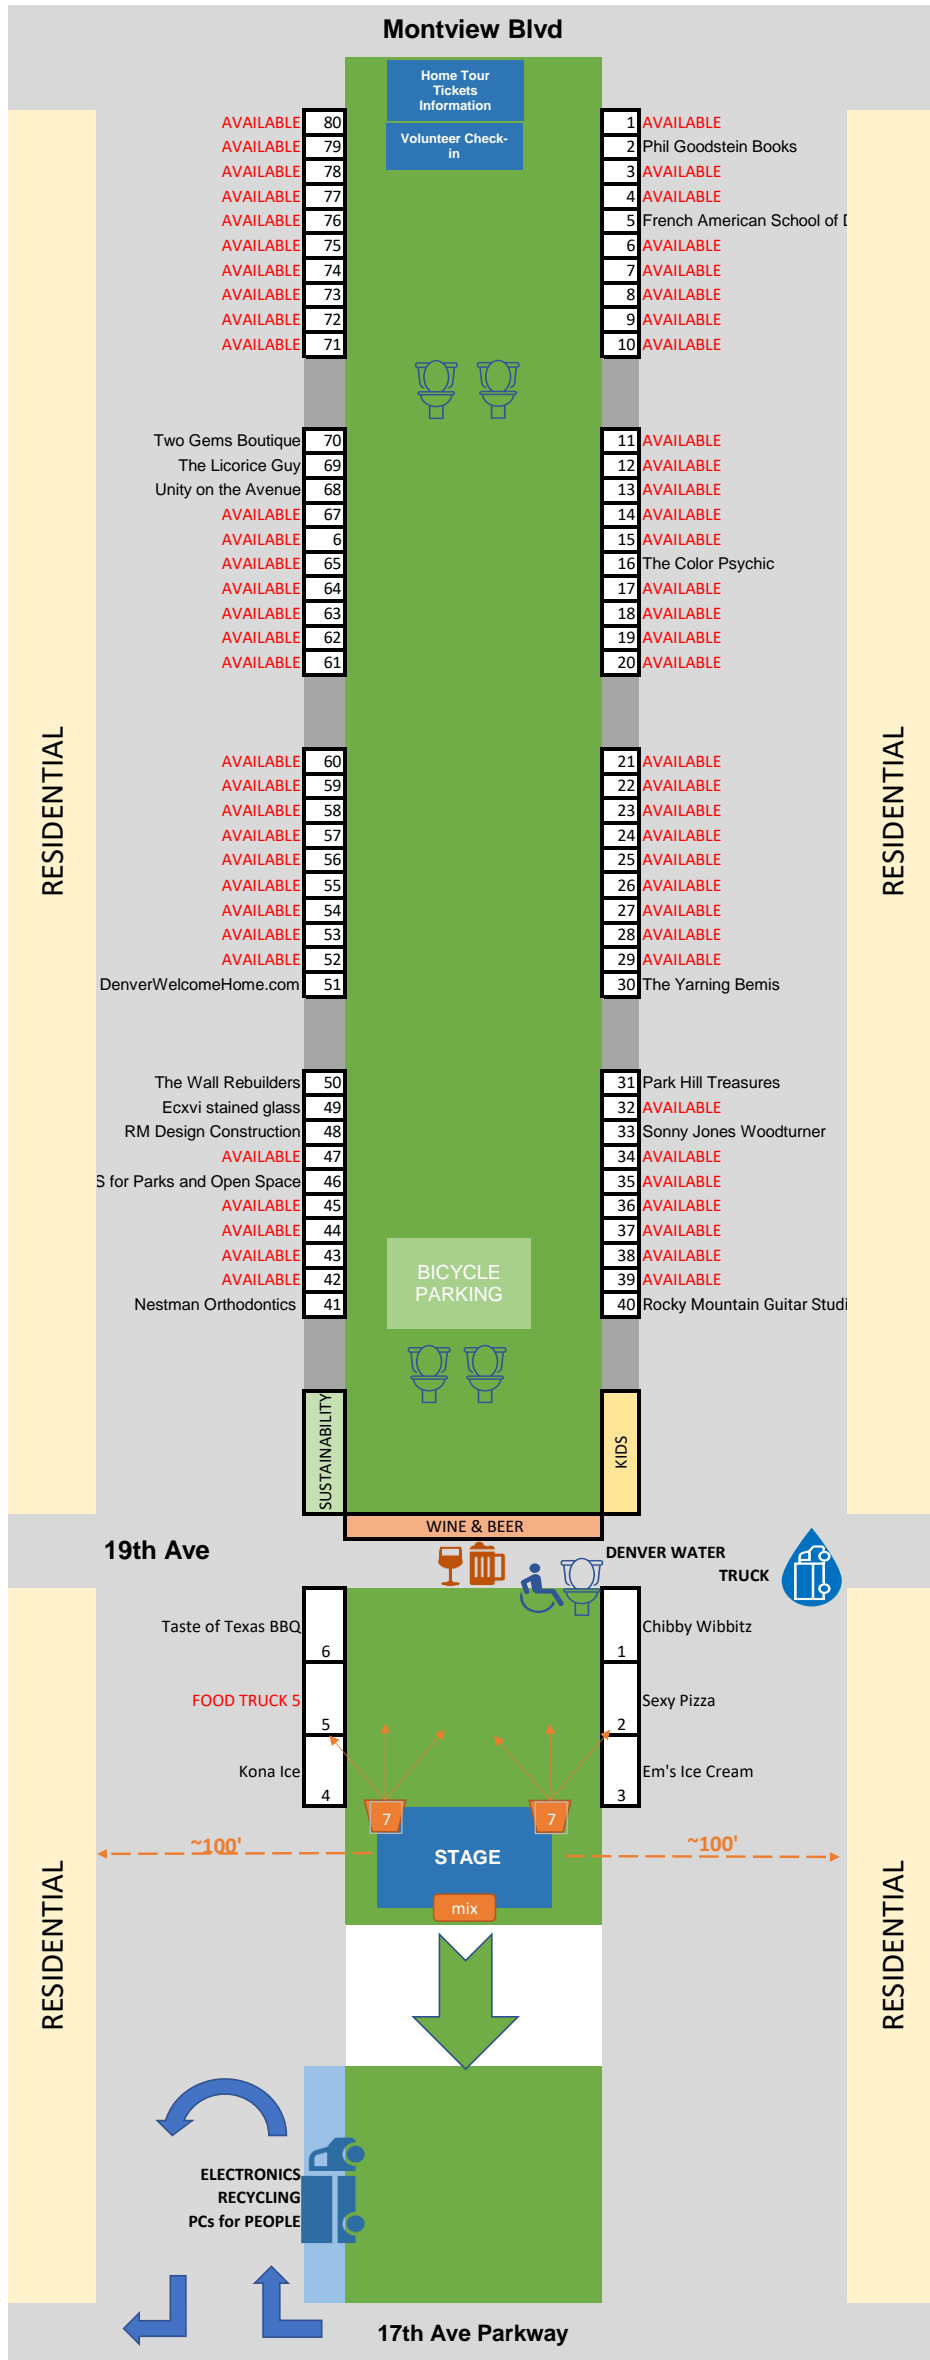 Montview Blvd
Home Tour
Tickets
Information
Volunteer Check-
in
AVAILABLE 80
AVAILABLE 79
AVAILABLE 78
AVAILABLE 77
AVAILABLE 76
AVAILABLE 75
AVAILABLE 74
AVAILABLE 73
AVAILABLE 72
AVAILABLE 71
1 AVAILABLE
2 Phil Goodstein Books
3 AVAILABLE
4 AVAILABLE
5 French American School of
6 AVAILABLE
7 AVAILABLE
8 AVAILABLE
9 AVAILABLE
10 AVAILABLE
Two Gems Boutique 70
The Licorice Guy 69
Unity on the Avenue 68
AVAILABLE 67
AVAILABLE 6
AVAILABLE 65
AVAILABLE 64
AVAILABLE 63
AVAILABLE 62
AVAILABLE 61
11 AVAILABLE
12 AVAILABLE
13 AVAILABLE
14 AVAILABLE
15 AVAILABLE
16 The Color Psychic
17 AVAILABLE
18 AVAILABLE
19 AVAILABLE
20 AVAILABLE
RESIDENTIAL
RESIDENTIAL
AVAILABLE 60
AVAILABLE 59
AVAILABLE 58
AVAILABLE 57
AVAILABLE 56
AVAILABLE 55
AVAILABLE 54
AVAILABLE 53
AVAILABLE 52
DenverWelcomeHome.com 51
21 AVAILABLE
22 AVAILABLE
23 AVAILABLE
24 AVAILABLE
25 AVAILABLE
26 AVAILABLE
27 AVAILABLE
28 AVAILABLE
29 AVAILABLE
30 The Yarning Bemis
The Wall Rebuilders 50
Ecxvi stained glass 49
RM Design Construction 48
AVAILABLE 47
S for Parks and Open Space 46
AVAILABLE 45
AVAILABLE 44
AVAILABLE 43
AVAILABLE 42
Nestman Orthodontics 41
31 Park Hill Treasures
32 AVAILABLE
33 Sonny Jones Woodturner
34 AVAILABLE
35 AVAILABLE
36 AVAILABLE
37 AVAILABLE
38 AVAILABLE
39 AVAILABLE
40 Rocky Mountain Guitar Studi
BICYCLE
PARKING
SUSTAINABILITY
KIDS
WINE & BEER
19th Ave
DENVER WATER
TRUCK
Taste of Texas BBQ
6
FOOD TRUCK 5
5
Kona Ice
4
Chibby Wibbitz
1
Sexy Pizza
2
Em's Ice Cream
3
7
7
~100'
STAGE
~100'
mix
RESIDENTIAL
RESIDENTIAL
ELECTRONICS
RECYCLING
PCs for PEOPLE
17th Ave Parkway